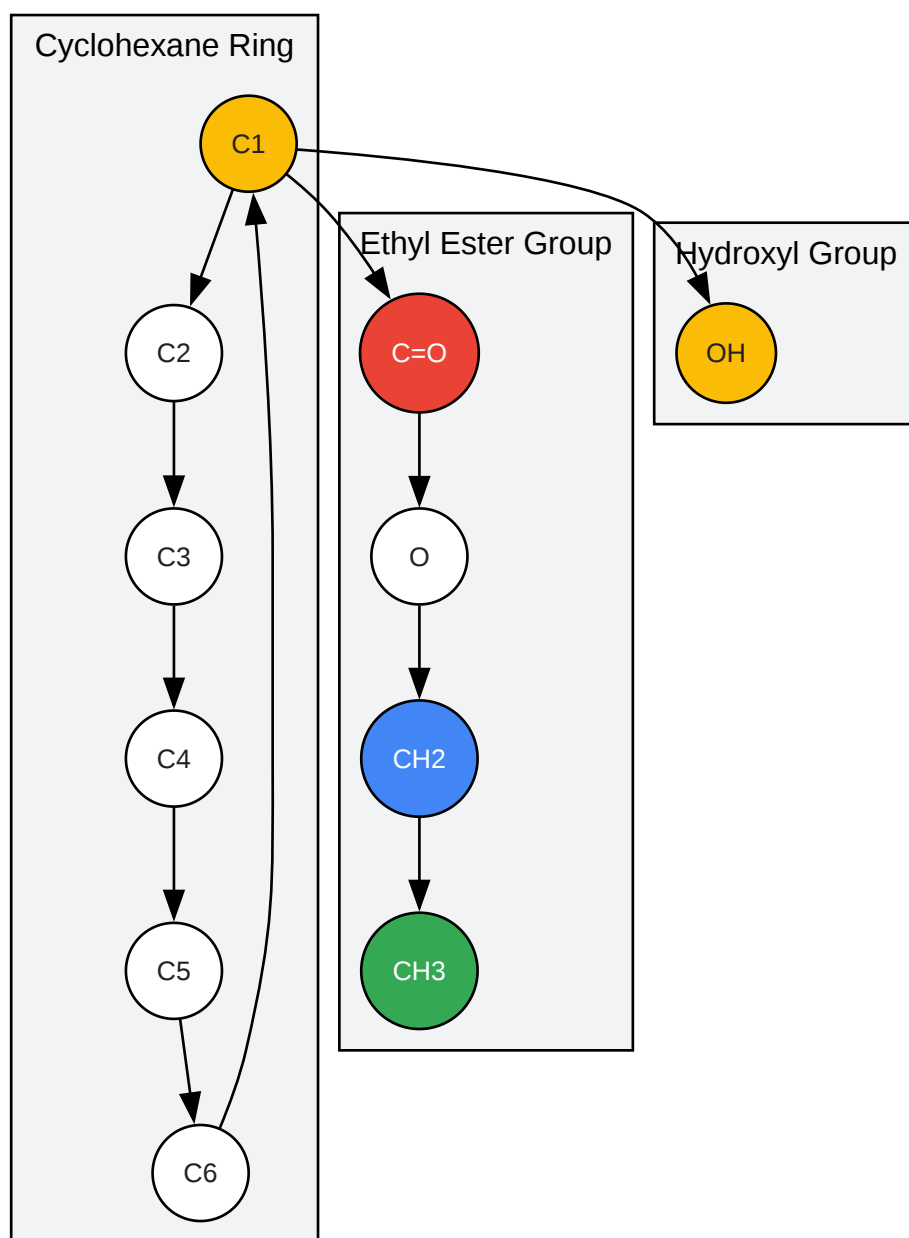 Cyclohexane Ring
C1
C2
C3
C4
C5
C6
Ethyl Ester Group
C=O
O
CH2
CH3
Hydroxyl Group
OH